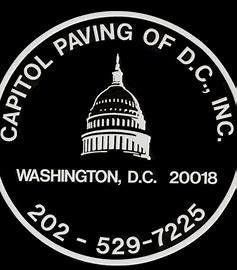 CAPITOL PAVING OF D.C., INC.
WASHINGTON, D.C. 20018
202 - 529-7225